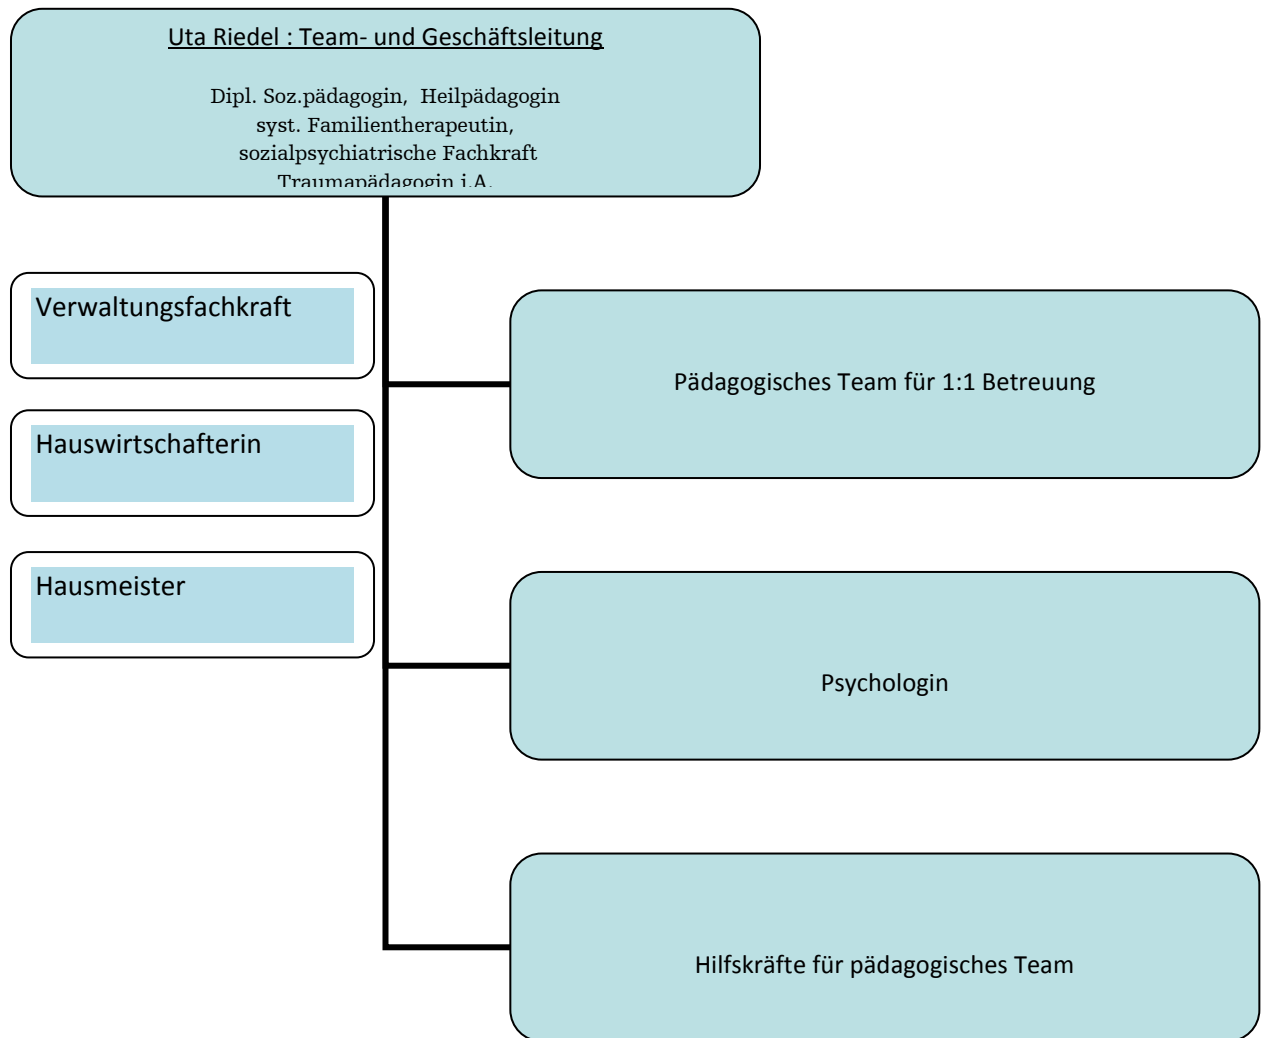 Uta Riedel : Team- und Geschäftsleitung
Dipl. Soz.pädagogin, Heilpädagogin
syst. Familientherapeutin,
sozialpsychiatrische Fachkraft
Traumapädagogin i.A.
Verwaltungsfachkraft
Hauswirtschafterin
Hausmeister
Pädagogisches Team für 1:1 Betreuung
Psychologin
Hilfskräfte für pädagogisches Team